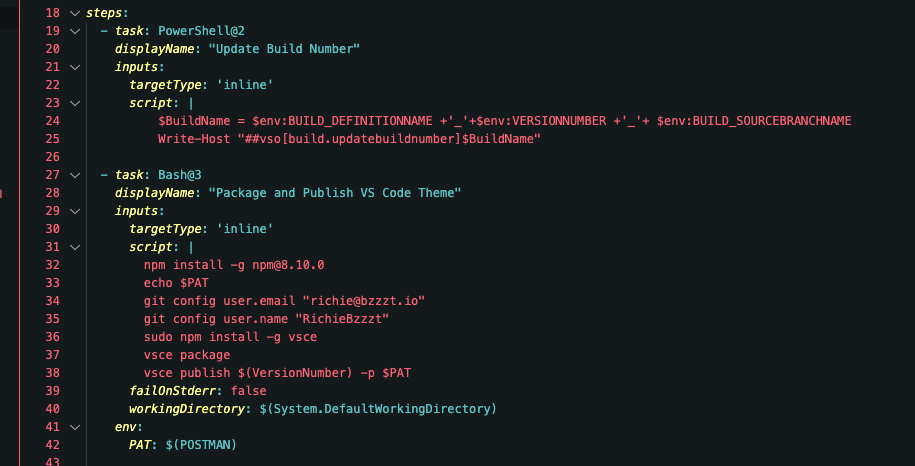 18 steps:
19 - task: PowerShell@2
20 displayName: "Update Build Number"
21 inputs:
22 targetType: 'inline'
23 script: |
24 $BuildName = $env:BUILD_DEFINITIONNAME +'_'+$env:VERSIONNUMBER +'_'+ $env:BUILD_SOURCEBRANCHNAME
25 Write-Host "##vso[build.updatebuildnumber]$BuildName"
26
27 - task: Bash@3
28 displayName: "Package and Publish VS Code Theme"
29 inputs:
30 targetType: 'inline'
31 script: |
32 npm install -g npm@8.10.0
33 echo $PAT
34 git config user.email "richie@bzzzt.io"
35 git config user.name "RichieBzzzt"
36 sudo npm install -g vsce
37 vsce package
38 vsce publish $(VersionNumber) -p $PAT
39 failOnStderr: false
40 workingDirectory: $(System.DefaultWorkingDirectory)
41 env:
42 PAT: $(POSTMAN)
43